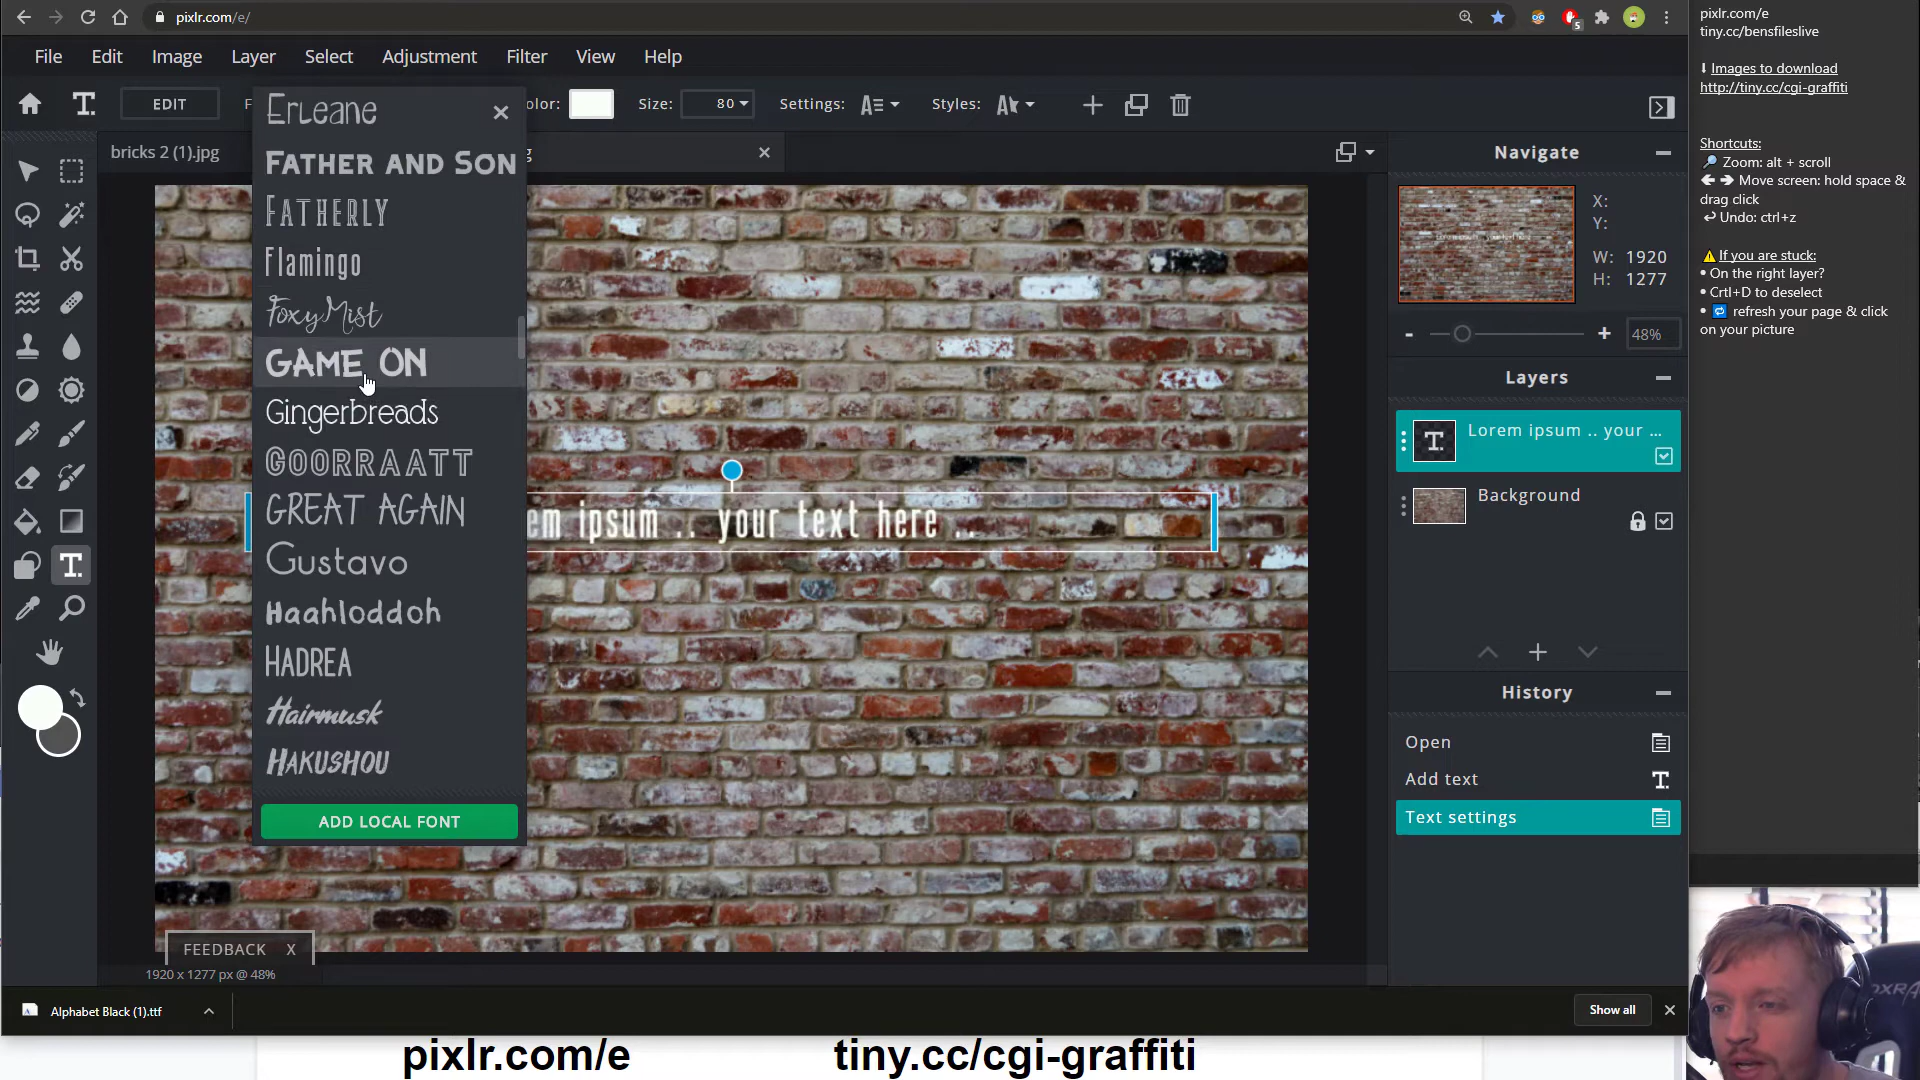 pixlr.com/e/
5
File Edit Image Layer Select Adjustment Filter View Help
EDIT
olor:
Size: 80
Settings:
Styles:
bricks 2 (1).jpg
Erleane
Father and Son
Fatherly
Flamingo
FoxyMist
GAME ON
Gingerbreads
GOORRAATT
GREAT AGAIN
Gustavo
Haahloddoh
HADREA
Hairmusk
HAKUSHOU
ADD LOCAL FONT
em ipsum .. your text here ..
FEEDBACK X
1920 x 1277 px @ 48%
Navigate
X:
Y:
W: 1920
H: 1277
- + 48%
Layers
Lorem ipsum .. your ...
Background
History
Open
Add text
Text settings
Alphabet Black (1).ttf
Show all
pixlr.com/e tiny.cc/cgi-graffiti
pixlr.com/e
tiny.cc/bensfileslive
⬇ Images to download
http://tiny.cc/cgi-graffiti
Shortcuts:
🔎 Zoom: alt + scroll
🡰 🡲 Move screen: hold space &
drag click
↩ Undo: ctrl+z
⚠ If you are stuck:
• On the right layer?
• Crtl+D to deselect
• 🔁 refresh your page & click
on your picture